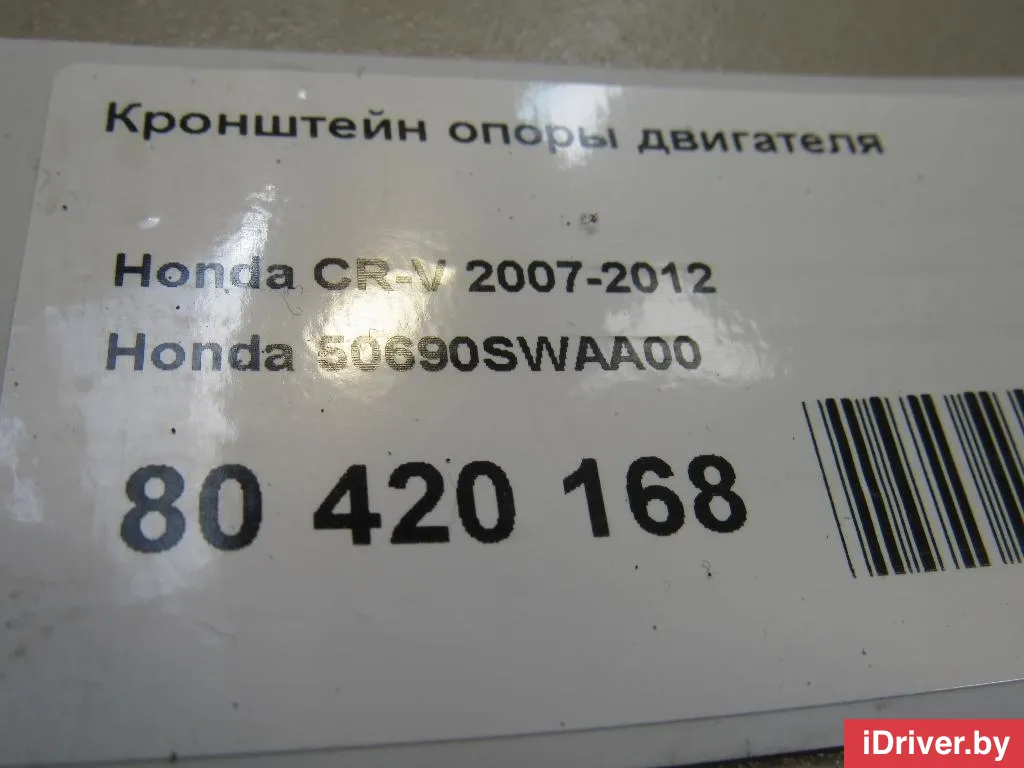 Кронштейн опоры двигателя
Honda CR-V 2007-2012
Honda 50690SWAA00
80 420 168
iDriver.by